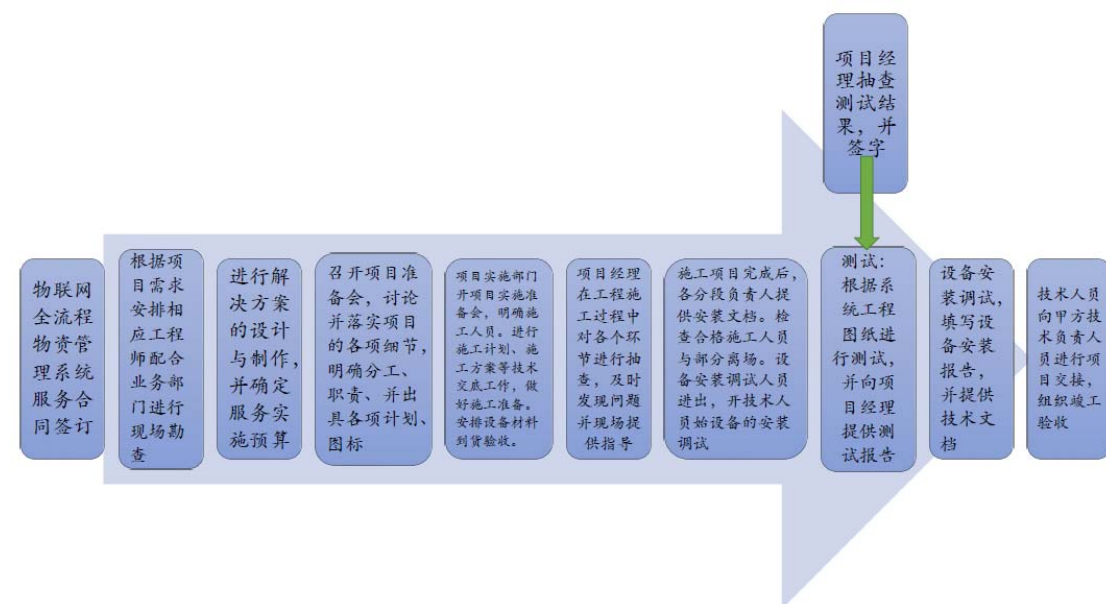 项目经
理抽查
测试结
果，并
签字
物联网
全流程
物资管
理系统
服务合
同签订
根据项
目需求
安排相
应工程
师配合
业务部
门进行
现场勘
查
进行解
决方案
的设计
与制作，
并确定
服务实
施预算
召开项目准
备会，讨论
并落实项目
的各项细节，
明确分工、
职责、并出
具各项计划、
图标
项目实施部门
开项目实施准
备会，明确施
工人员。进行
施工计划、施
工方案等技术
交底工作，做
好施工准备。
安排设备材料
到货验收。
项目经理
在工程施
工过程中
对各个环
节进行抽
查，及时
发现问题
并现场提
供指导
施工项目完成后，
各分段负责人提
供安装文档。检
查合格施工人员
与部分离场。设
备安装调试人员
进出，开技术人
员始设备的安装
调试
测试：
根据系
统工程
图纸进
行测试，
并向项
目经理
提供测
试报告
设备安
装调试，
填写设
备安装
报告，
并提供
技术文
档
技术人员
向甲方技
术负责人
员进行项
目交接，
组织竣工
验收